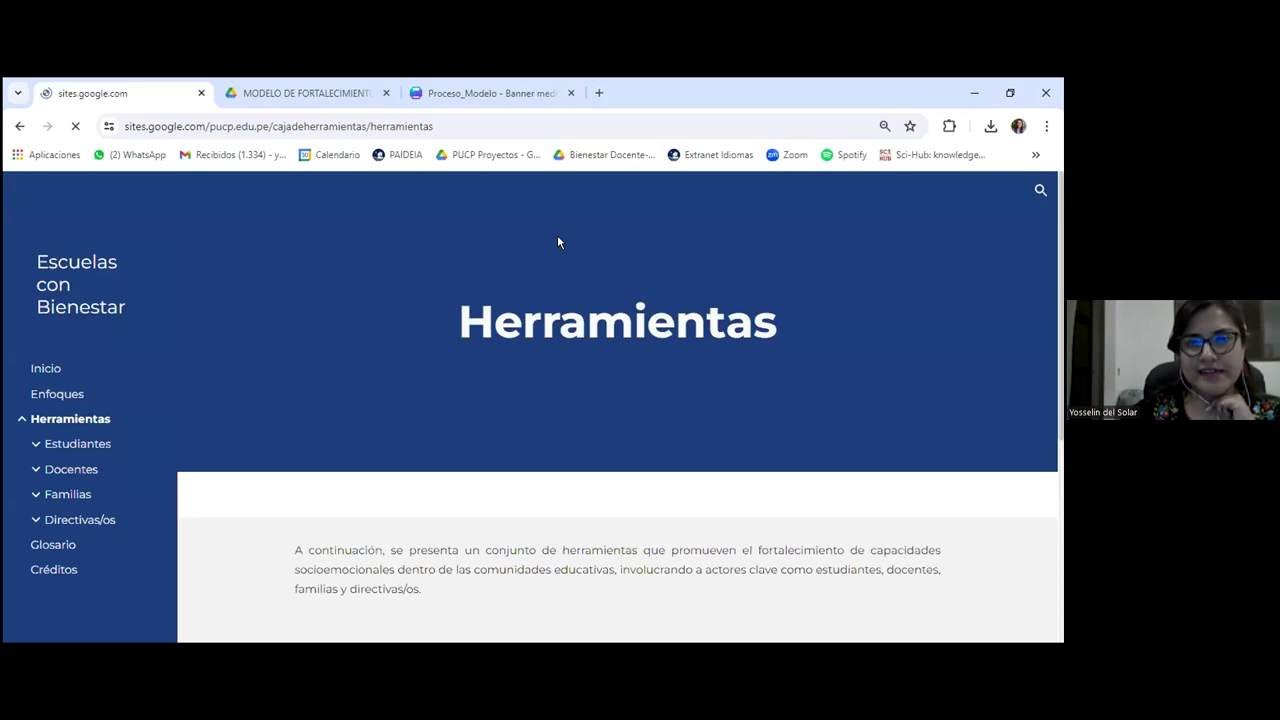 sites.google.com
MODELO DE FORTALECIMIENTO
Proceso_Modelo - Banner med
sites.google.com/pucp.edu.pe/cajadeherramientas/herramientas
Aplicaciones
(2) WhatsApp
Recibidos (1.334) - y...
Calendario
PAIDEIA
PUCP Proyectos - G...
Bienestar Docente-...
Extranet Idiomas
zm
Zoom
Spotify
SCI HUB
Sci-Hub: knowledge...
Escuelas
con
Bienestar
Herramientas
Inicio
Enfoques
Herramientas
Estudiantes
Docentes
Familias
Directivas/os
Glosario
Créditos
A continuación, se presenta un conjunto de herramientas que promueven el fortalecimiento de capacidades
socioemocionales dentro de las comunidades educativas, involucrando a actores clave como estudiantes, docentes,
familias y directivas/os.
Yosselin del Solar